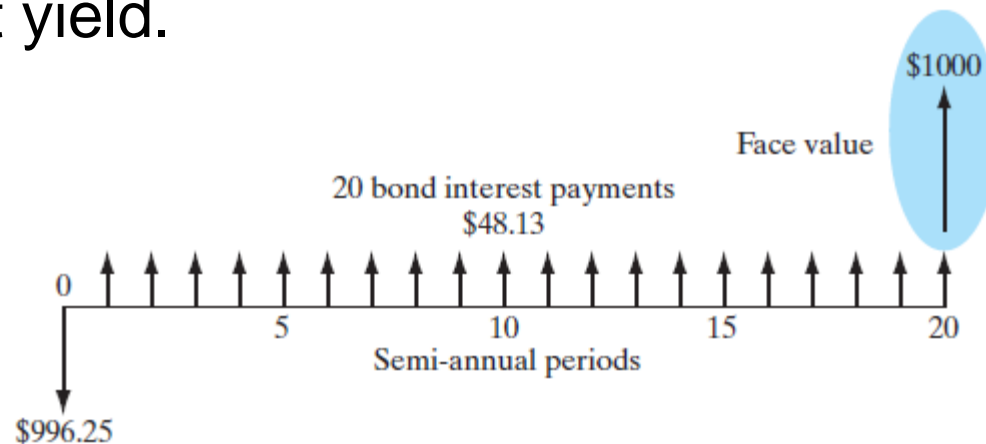 yield.
$1000
Face value
20 bond interest payments
$48.13
0
5 10 15 20
Semi-annual periods
$996.25